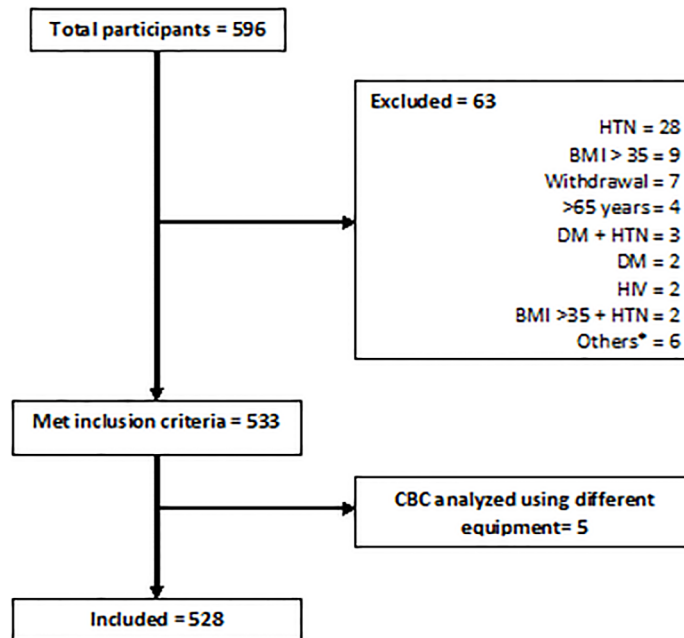 Total participants = 596
Excluded = 63
HTN = 28
BMI > 35 = 9
Withdrawal = 7
>65 years = 4
DM + HTN = 3
DM = 2
HIV = 2
BMI >35 + HTN = 2
Others* = 6
Met inclusion criteria = 533
CBC analyzed using different
equipment= 5
Included = 528